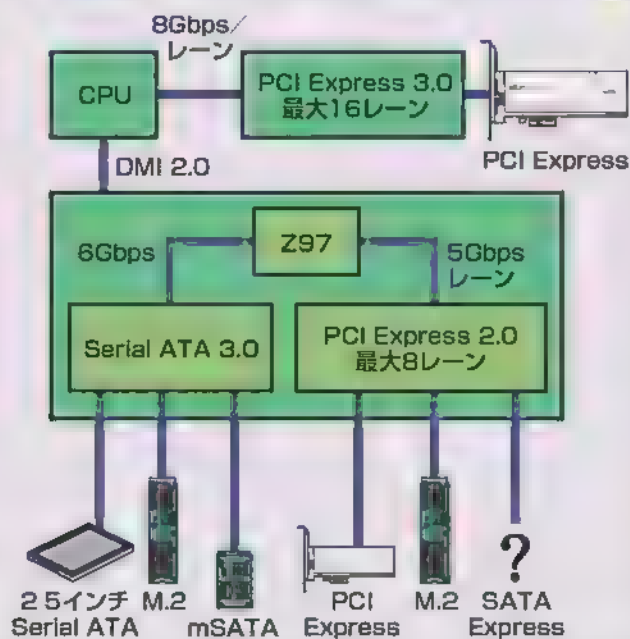 8Gbps/
レーン
CPU
PCI Express 3.0
最大16レーン
PCI Express
DMI 2.0
6Gbps
Z97
5Gbps
レーン
Serial ATA 3.0
PCI Express 2.0
最大8レーン
?
2 5インチ
Serial ATA
M.2
mSATA
PCI
Express
M.2
SATA
Express